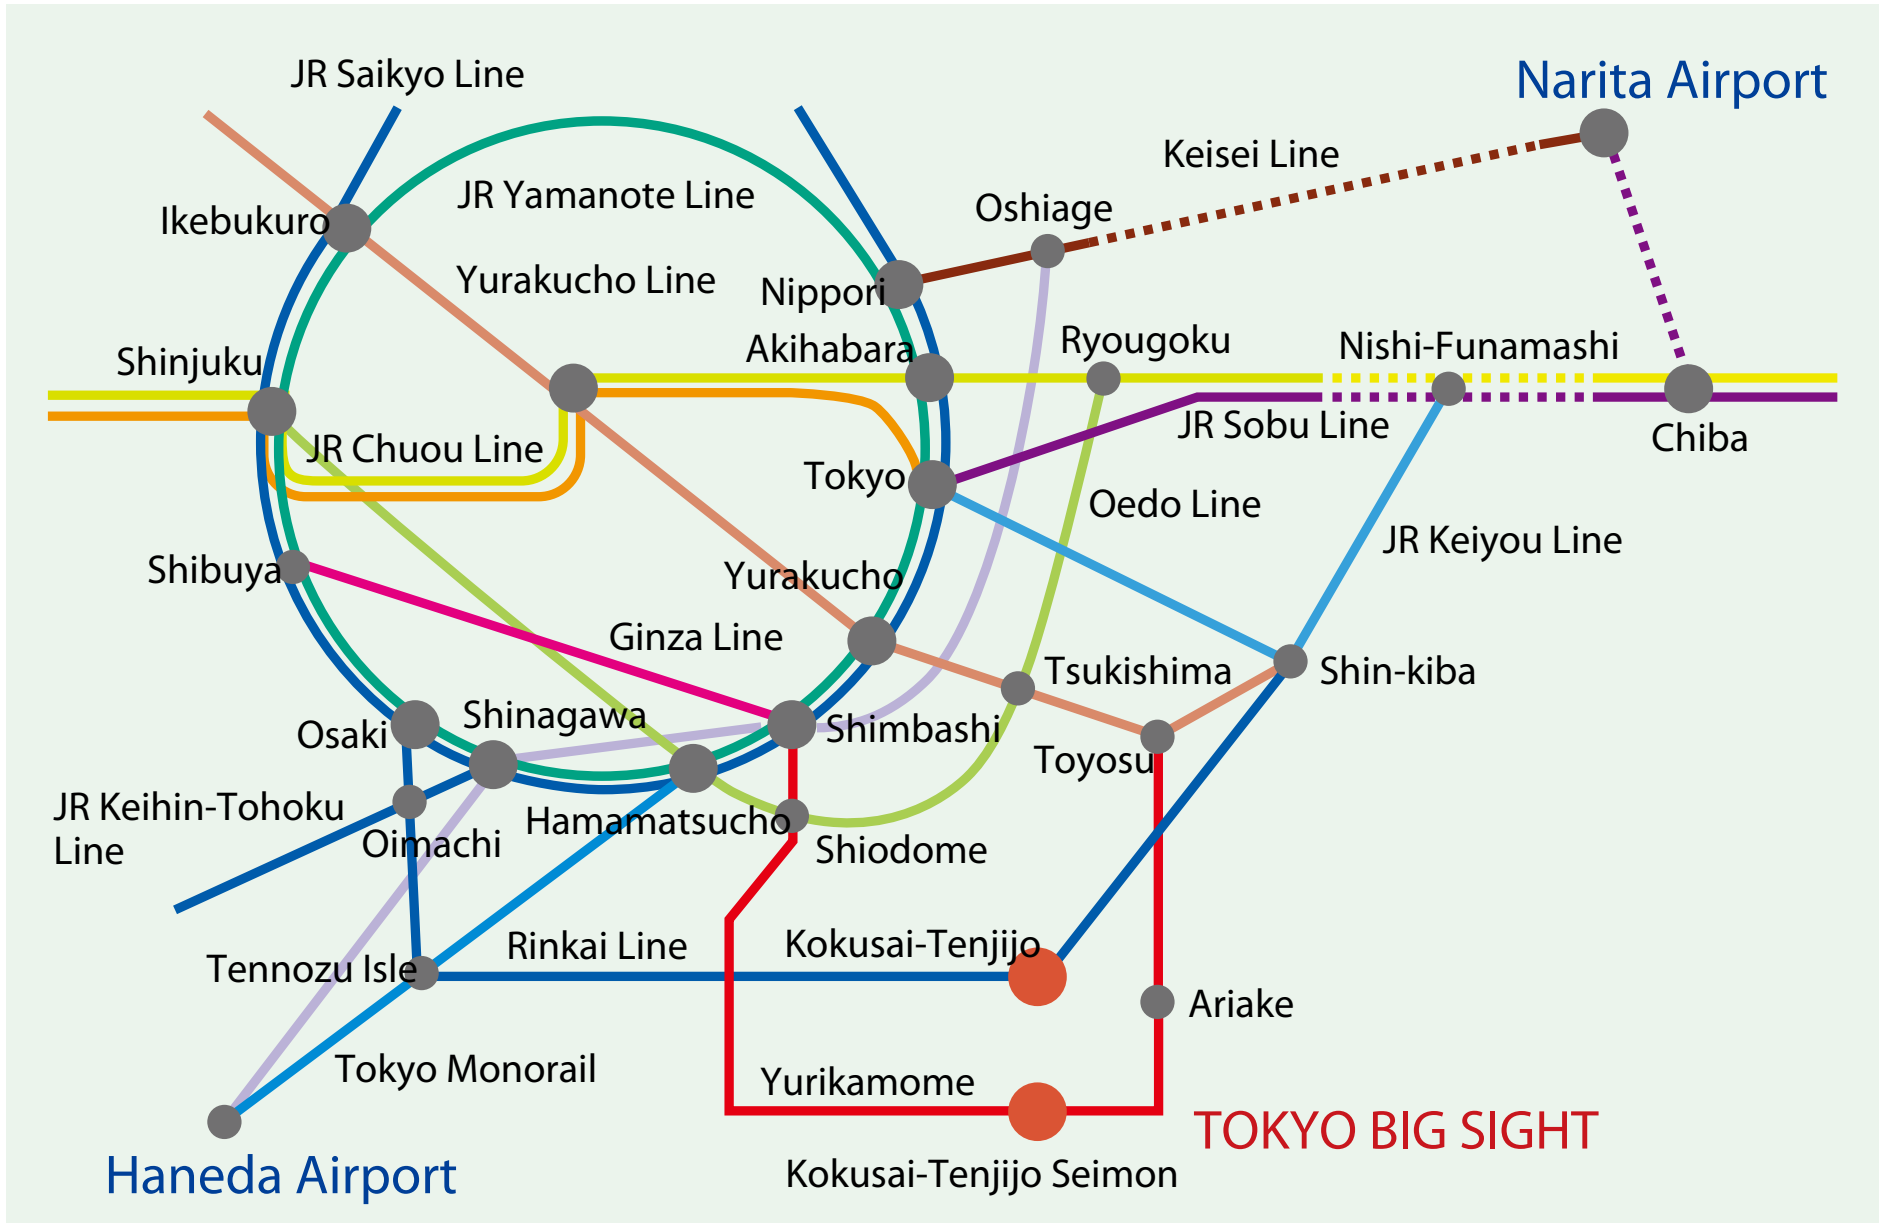 JR Saikyo Line
Narita Airport
Keisei Line
JR Yamanote Line
Oshiage
Ikebukuro
Yurakucho Line
Nippori
Akihabara
Ryougoku
Nishi-Funamashi
Shinjuku
JR Chuou Line
JR Sobu Line
Chiba
Tokyo
Oedo Line
JR Keiyou Line
Shibuya
Yurakucho
Ginza Line
Tsukishima
Shin-kiba
Shinagawa
Osaki
Shimbashi
Toyosu
JR Keihin-Tohoku
Line
Hamamatsucho
Oimachi
Shiodome
Rinkai Line
Kokusai-Tenjijo
Tennozu Isle
Ariake
Tokyo Monorail
Yurikamome
TOKYO BIG SIGHT
Haneda Airport
Kokusai-Tenjijo Seimon